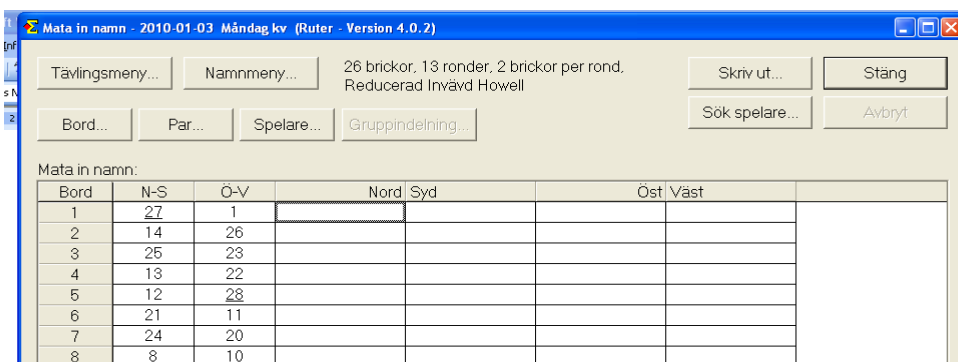 Mata in namn - 2010-01-03 Måndag kv (Ruter - Version 4.0.2)
Tävlingsmeny... Namnmeny... 26 brickor, 13 ronder, 2 brickor per rond, Skriv ut... Stäng
Reducerad Invävd Howell
Bord... Par... Spelare... Gruppindelning... Sök spelare... Avbryt
Mata in namn:
Bord N-S Ö-V Nord Syd Öst Väst
1 27 1
2 14 26
3 25 23
4 13 22
5 12 28
6 21 11
7 24 20
8 8 10